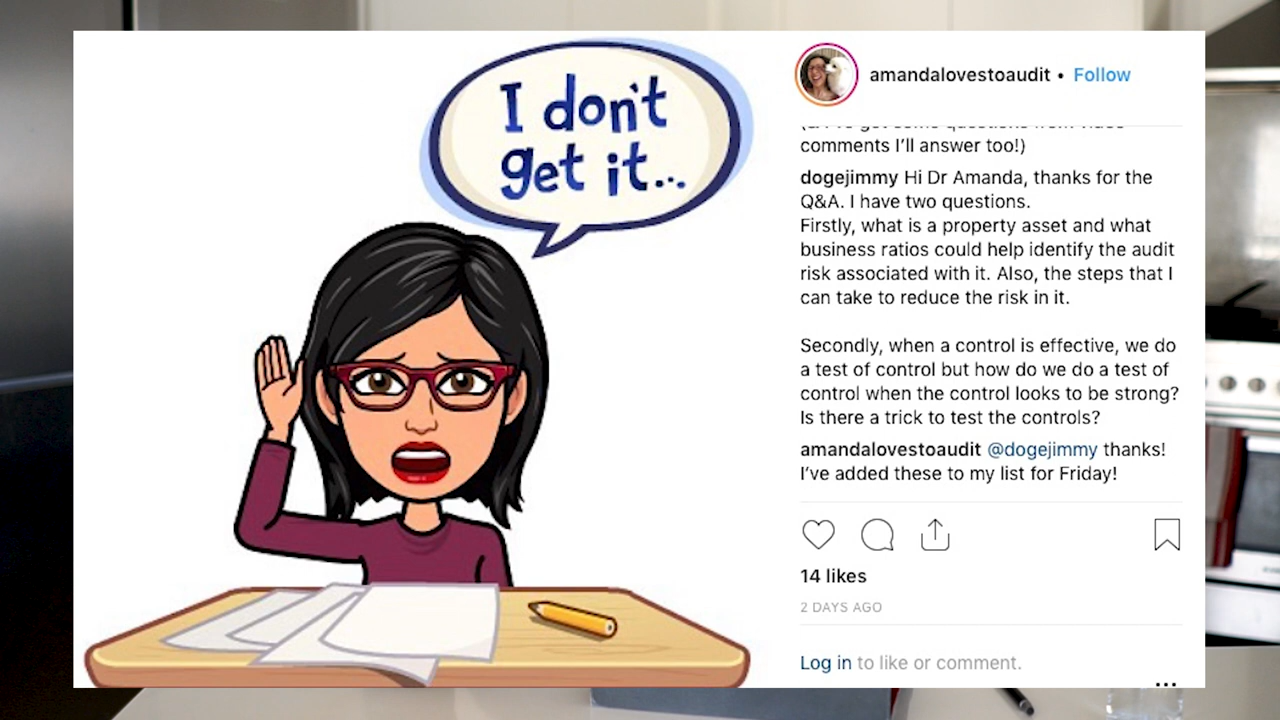 I don't
get it...
amandalovestoaudit • Follow
comments I'll answer too!)
dogejimmy Hi Dr Amanda, thanks for the
Q&A. I have two questions.
Firstly, what is a property asset and what
business ratios could help identify the audit
risk associated with it. Also, the steps that I
can take to reduce the risk in it.
Secondly, when a control is effective, we do
a test of control but how do we do a test of
control when the control looks to be strong?
Is there a trick to test the controls?
amandalovestoaudit @dogejimmy thanks!
I've added these to my list for Friday!
14 likes
2 DAYS AGO
Log in to like or comment.